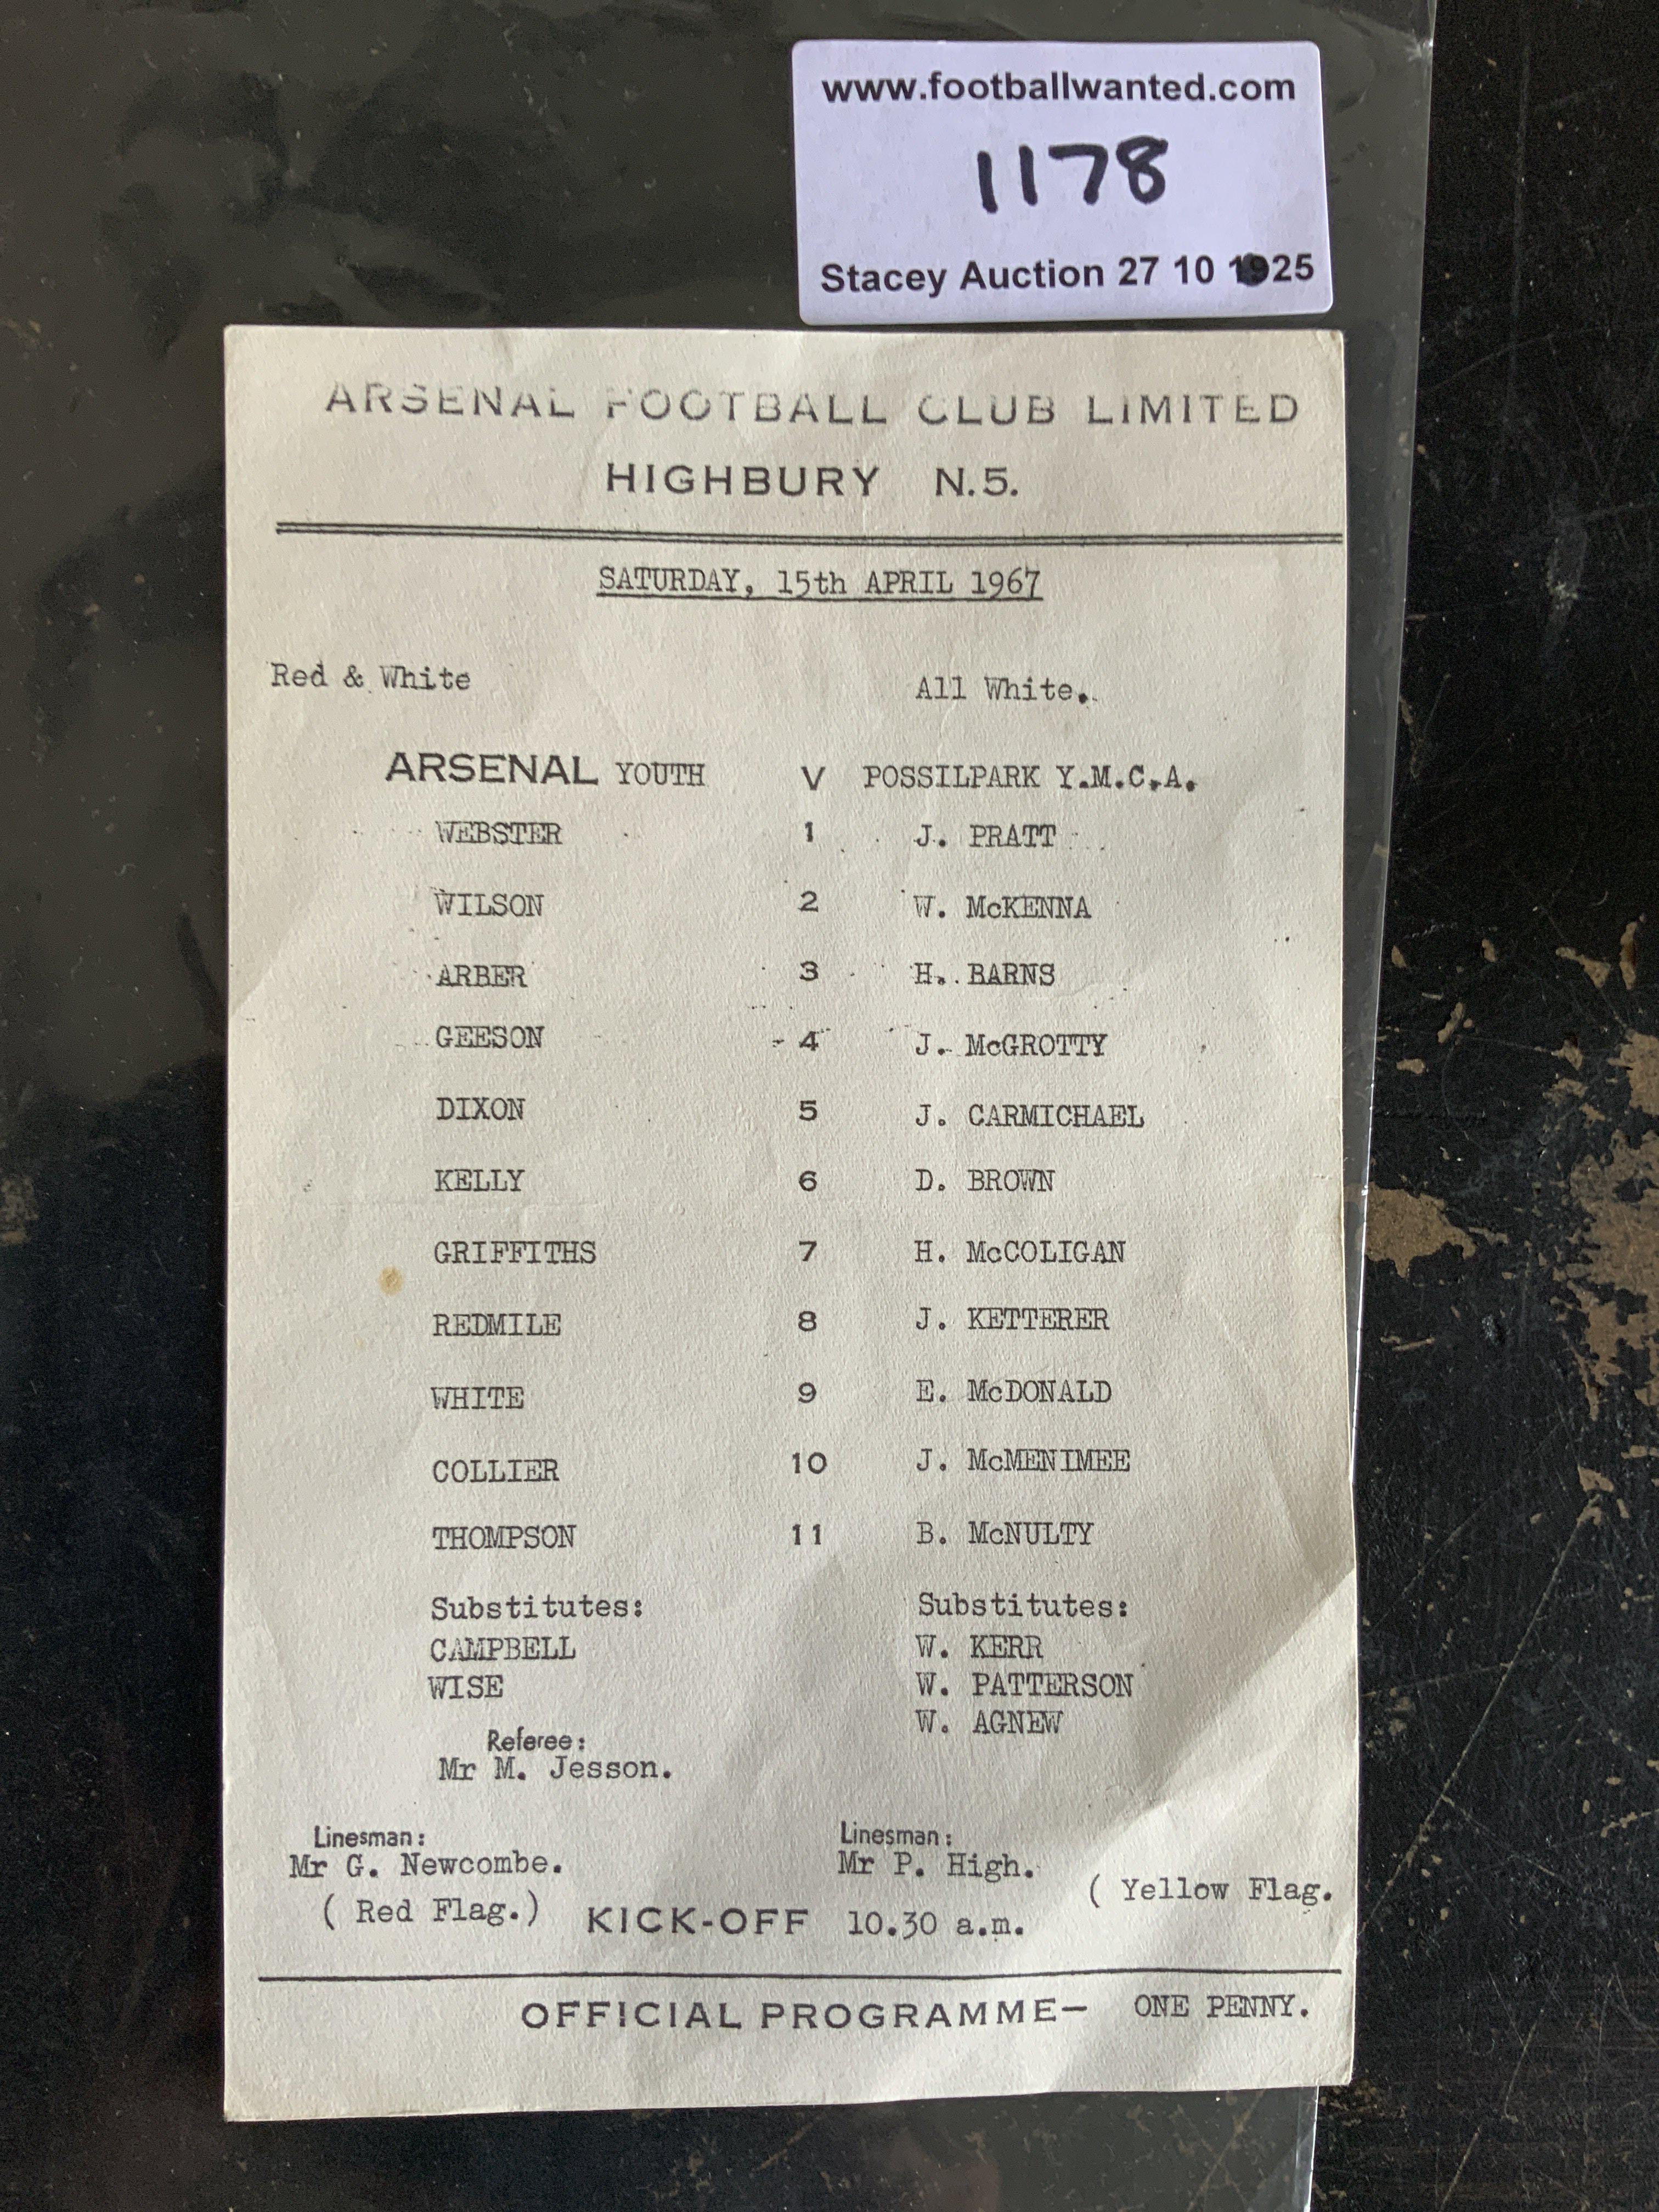 www.footballwanted.com
1178
Stacey Auction 27 10 1925
ARSENAL FOOTBALL CLUB LIMITED
HIGHBURY N.5.
SATURDAY, 15th APRIL 1967
Red & White All White.
ARSENAL YOUTH V POSSILPARK Y.M.C.A.
WEBSTER 1 J. PRATT
WILSON 2 W. McKENNA
ARBER 3 H. BARNS
GEESON 4 J. McGROTTY
DIXON 5 J. CARMICHAEL
KELLY 6 D. BROWN
GRIFFITHS 7 H. McCOLIGAN
REDMILE 8 J. KETTERER
WHITE 9 E. McDONALD
COLLIER 10 J. McMENIMEE
THOMPSON 11 B. McNULTY
Substitutes: Substitutes:
CAMPBELL W. KERR
WISE W. PATTERSON
W. AGNEW
Referee:
Mr M. Jesson.
Linesman: Linesman:
Mr G. Newcombe. Mr P. High.
( Red Flag.) ( Yellow Flag.
KICK-OFF 10.30 a.m.
OFFICIAL PROGRAMME- ONE PENNY.